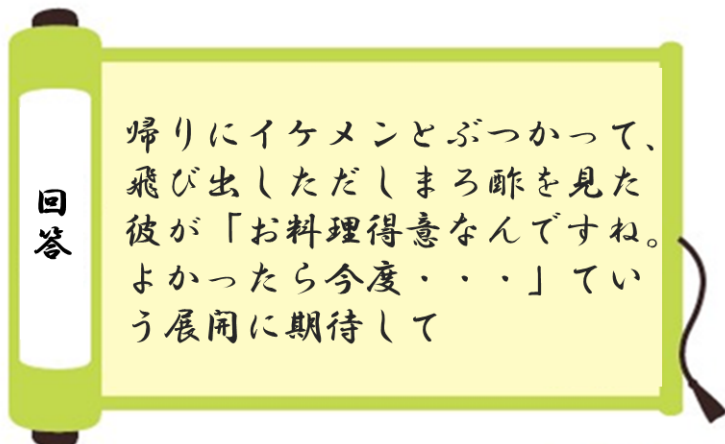 回答
帰りにイケメンとぶつかって、
飛び出しただしまろ酢を見た
彼が「お料理得意なんですね。
よかったら今度・・・」てい
う展開に期待して